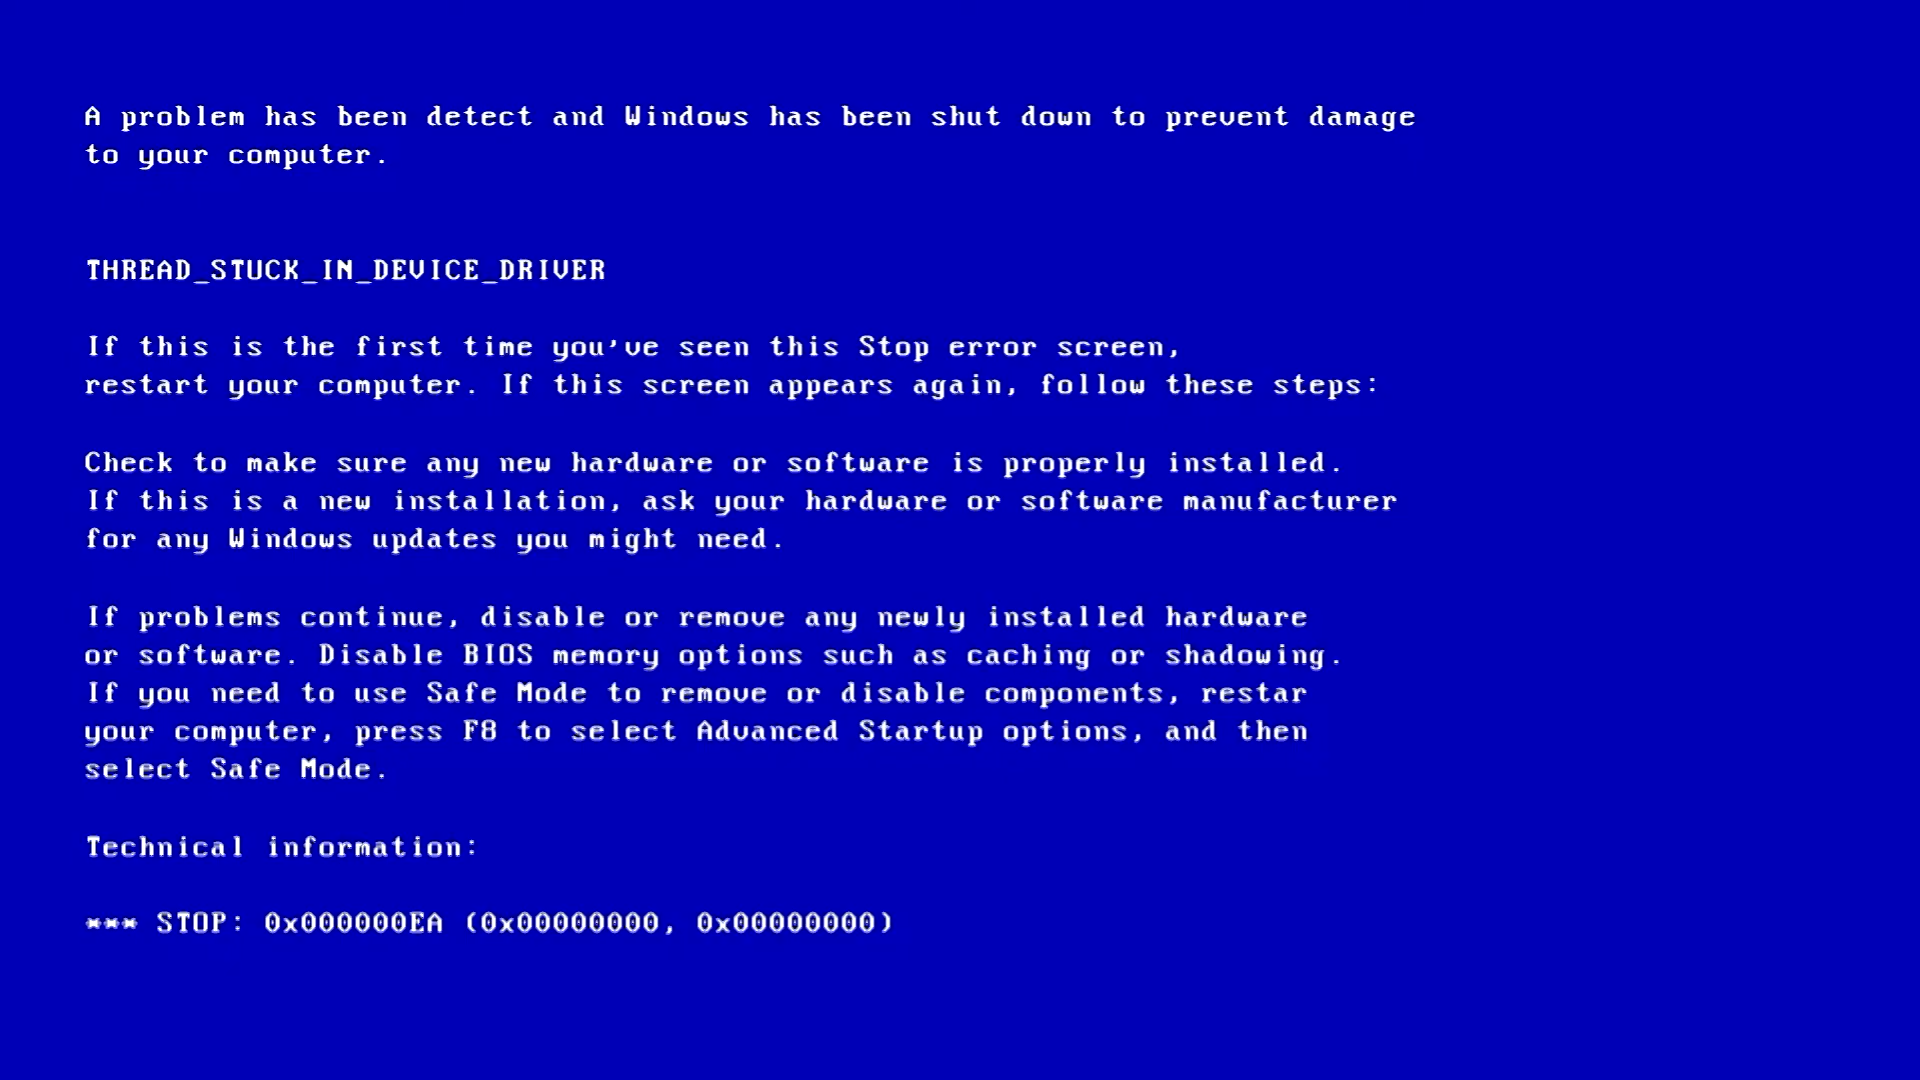 A problem has been detect and Windows has been shut down to prevent damage
to your computer.
THREAD_STUCK_IN_DEVICE_DRIVER
If this is the first time you've seen this Stop error screen,
restart your computer. If this screen appears again, follow these steps:
Check to make sure any new hardware or software is properly installed.
If this is a new installation, ask your hardware or software manufacturer
for any Windows updates you might need.
If problems continue, disable or remove any newly installed hardware
or software. Disable BIOS memory options such as caching or shadowing.
If you need to use Safe Mode to remove or disable components, restar
your computer, press F8 to select Advanced Startup options, and then
select Safe Mode.
Technical information:
*** STOP: 0x000000EA (0x00000000, 0x00000000)